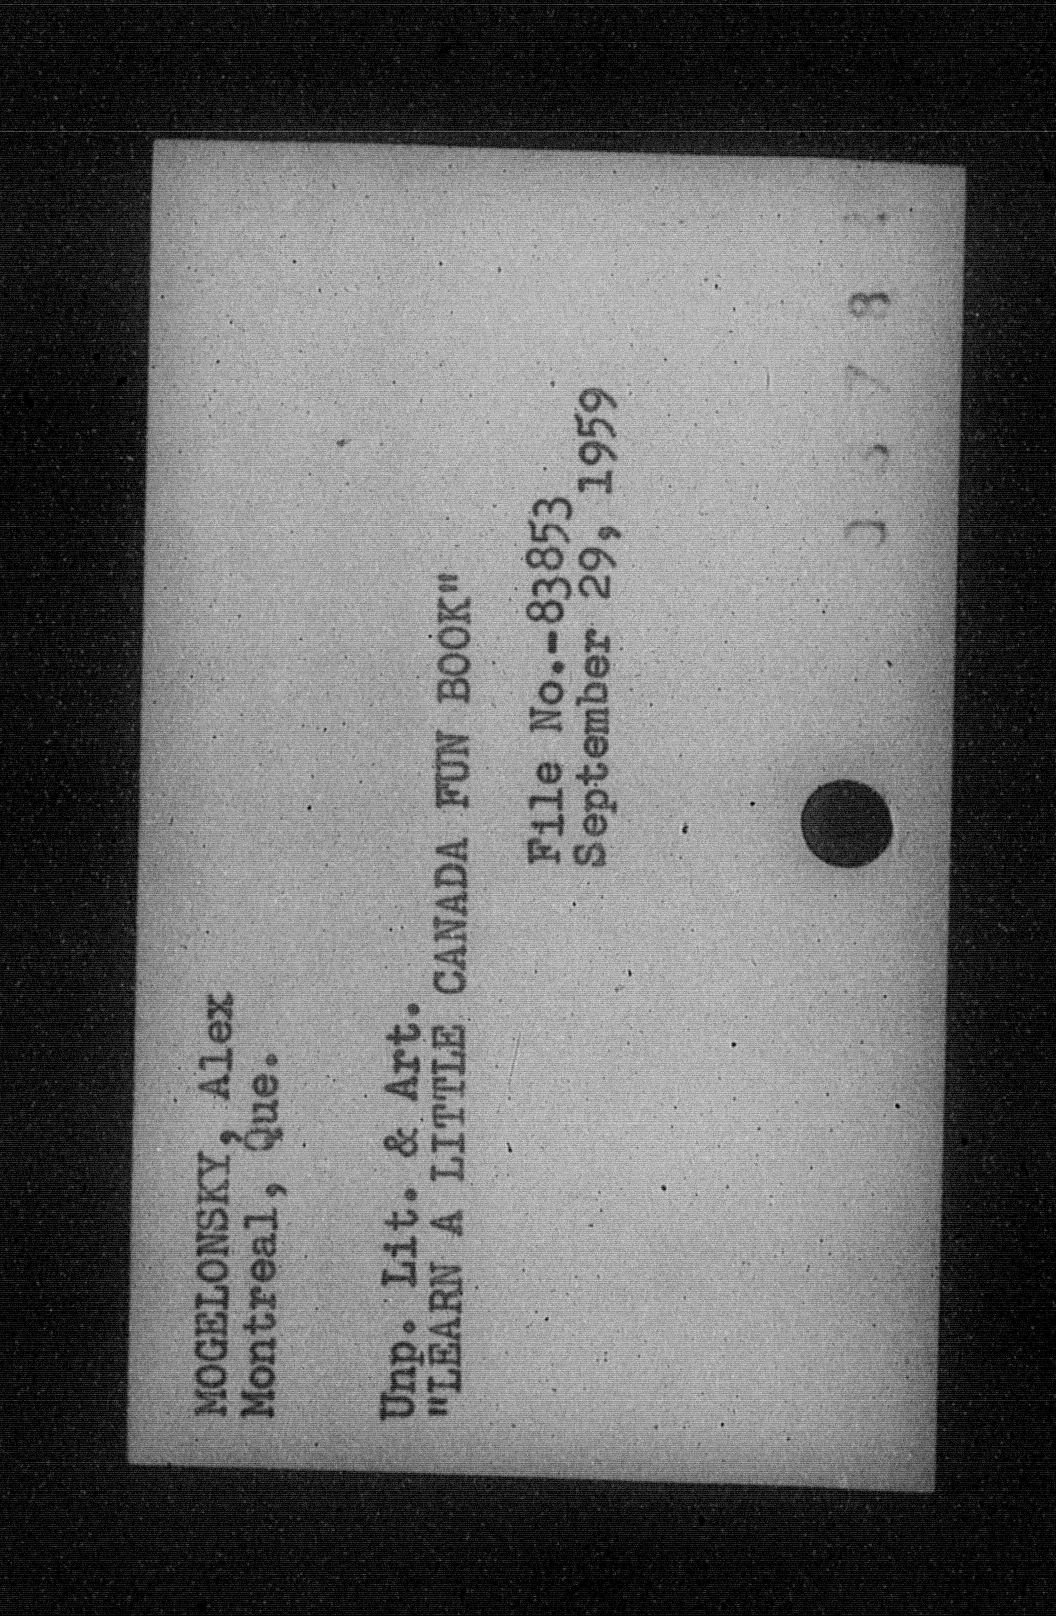 MOGELONSKY, Alex
Montreal, Que.
Unp. Lit. & Art.
"LEARN A LITTLE CANADA FUN BOOK"
File No.-83853
September 29, 1959